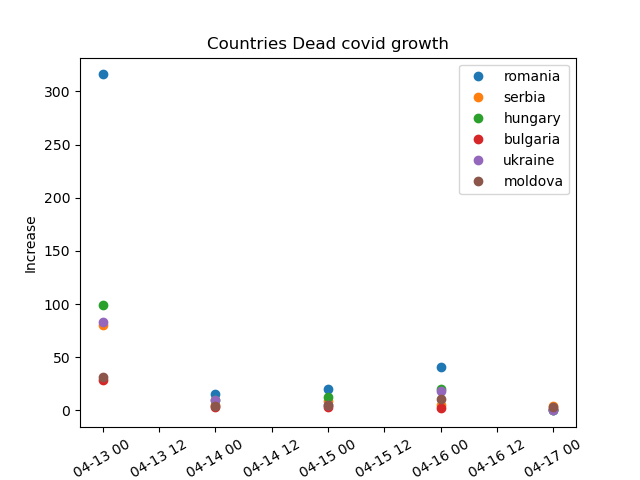 Countries Dead covid growth
romania
serbia
hungary
bulgaria
ukraine
moldova
Increase
300
250
200
150
100
50
0
04-13 00
04-13 12
04-14 00
04-14 12
04-15 00
04-15 12
04-16 00
04-16 12
04-17 00